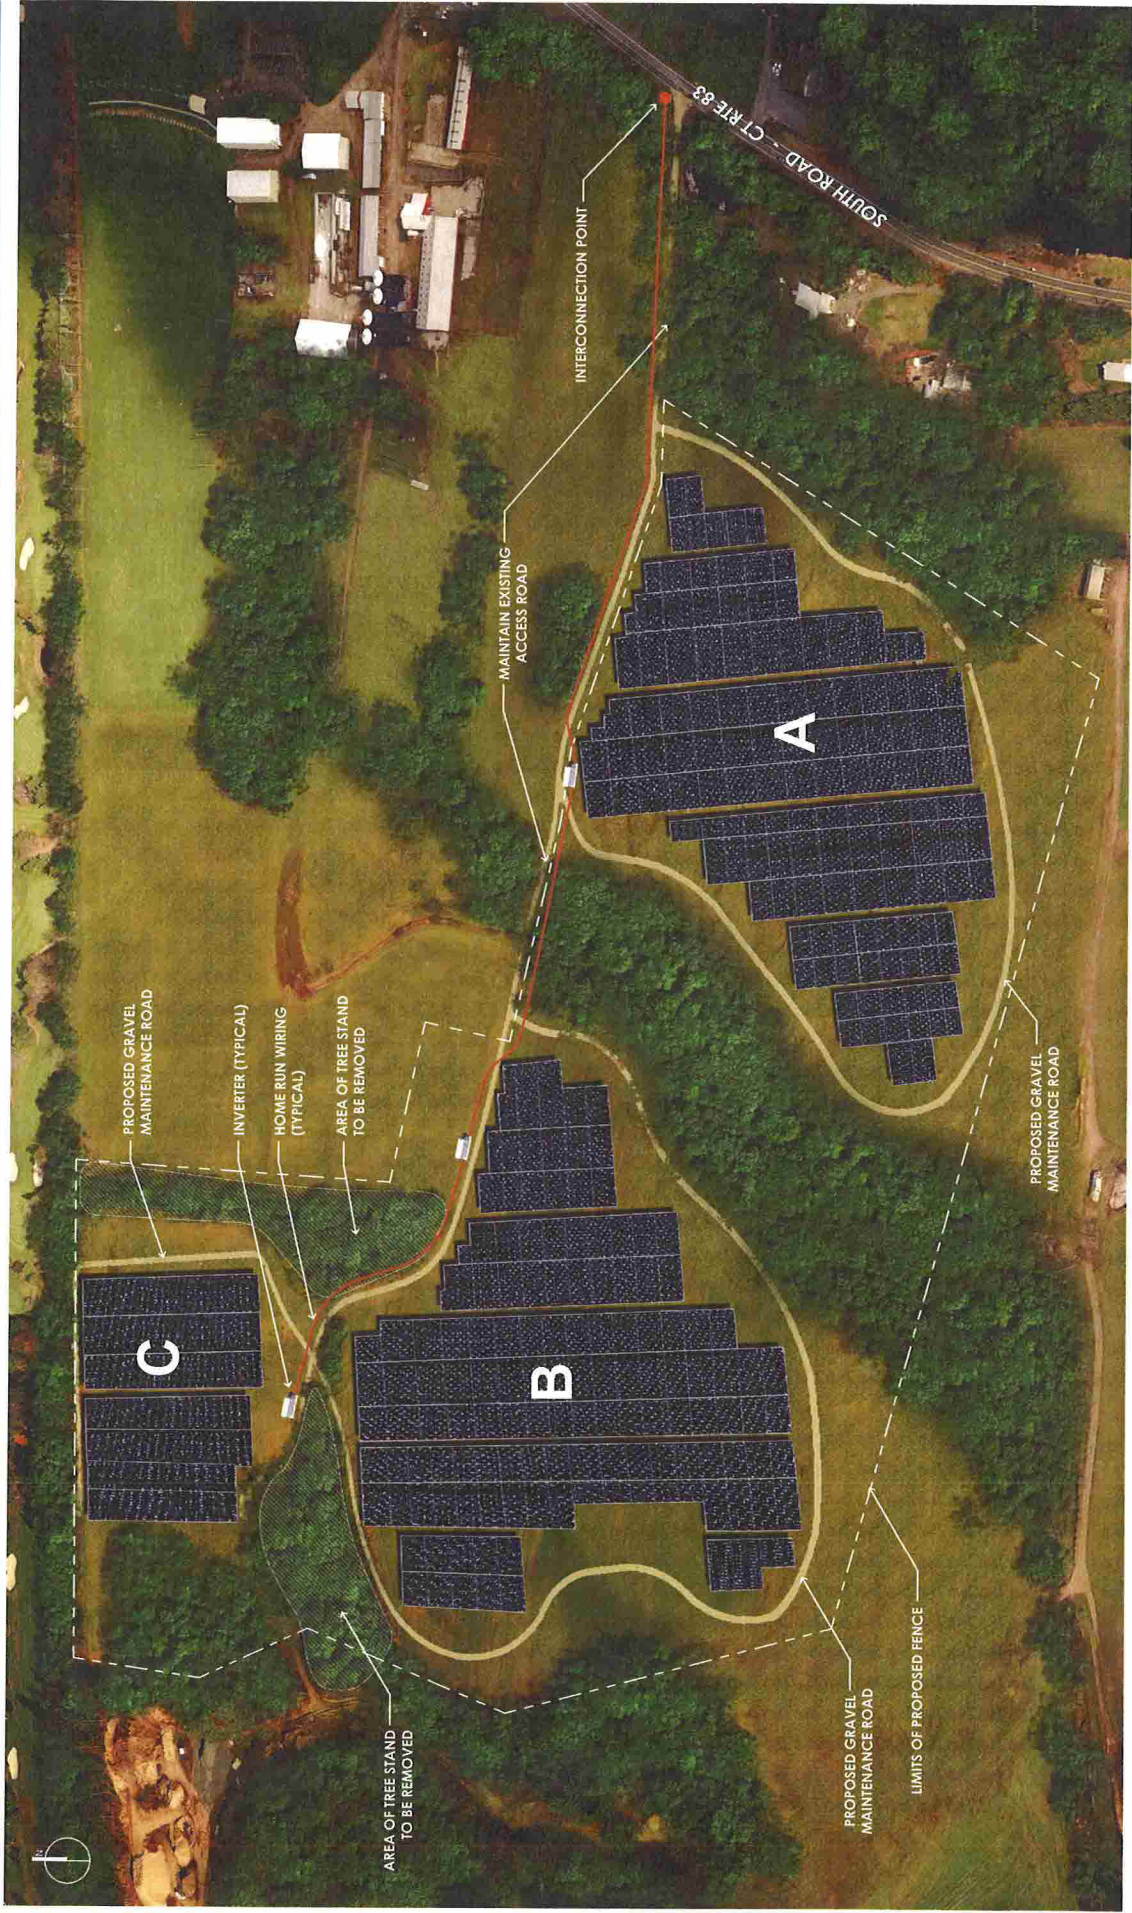 N
PROPOSED GRAVEL
MAINTENANCE ROAD
INVERTER (TYPICAL)
HOME RUN WIRING
(TYPICAL)
AREA OF TREE STAND
TO BE REMOVED
C
AREA OF TREE STAND
TO BE REMOVED
MAINTAIN EXISTING
ACCESS ROAD
INTERCONNECTION POINT
SOUTH ROAD - CT RTE 83
B
A
PROPOSED GRAVEL
MAINTENANCE ROAD
LIMITS OF PROPOSED FENCE
PROPOSED GRAVEL
MAINTENANCE ROAD